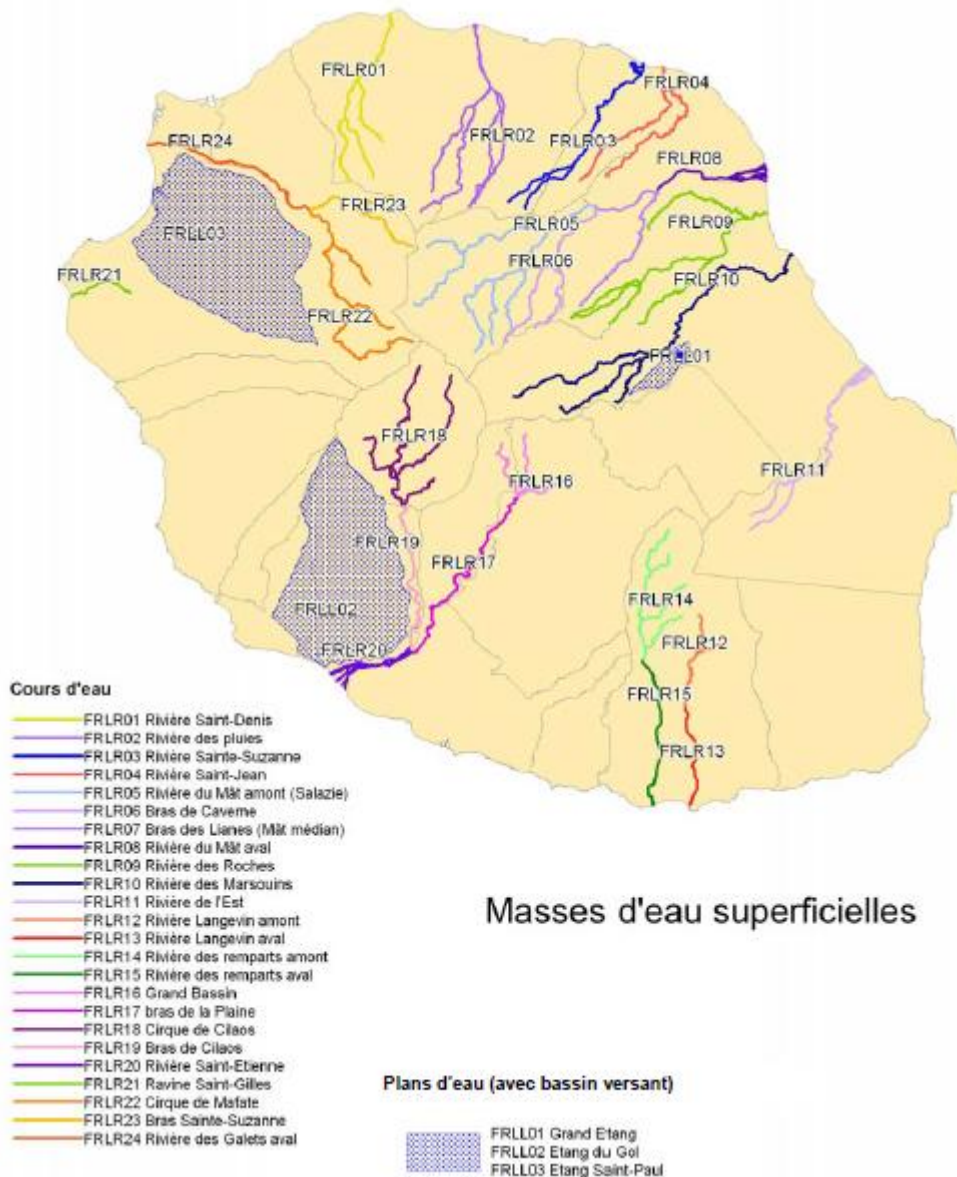 FRLR01
FRLR04
FRLR02
FRLR03
FRLR24
FRLR08
FRLR23
FRLR05
FRLR09
FRLL03
FRLR06
FRLR21
FRLR10
FRLR22
FRLL01
FRLR18
FRLR11
FRLR16
FRLR19
FRLR17
FRLR14
FRLL02
FRLR12
FRLR20
FRLR15
FRLR13
Cours d'eau
FRLR01 Rivière Saint-Denis
FRLR02 Rivière des pluies
FRLR03 Rivière Sainte-Suzanne
FRLR04 Rivière Saint-Jean
FRLR05 Rivière du Mât amont (Salazie)
FRLR06 Bras de Caverne
FRLR07 Bras des Lianes (Mât médian)
FRLR08 Rivière du Mât aval
FRLR09 Rivière des Roches
FRLR10 Rivière des Marsouins
FRLR11 Rivière de l'Est
FRLR12 Rivière Langevin amont
FRLR13 Rivière Langevin aval
FRLR14 Rivière des remparts amont
FRLR15 Rivière des remparts aval
FRLR16 Grand Bassin
FRLR17 bras de la Plaine
FRLR18 Cirque de Cilaos
FRLR19 Bras de Cilaos
FRLR20 Rivière Saint-Etienne
FRLR21 Ravine Saint-Gilles
FRLR22 Cirque de Mafate
FRLR23 Bras Sainte-Suzanne
FRLR24 Rivière des Galets aval
Masses d'eau superficielles
Plans d'eau (avec bassin versant)
FRLL01 Grand Etang
FRLL02 Etang du Gol
FRLL03 Etang Saint-Paul